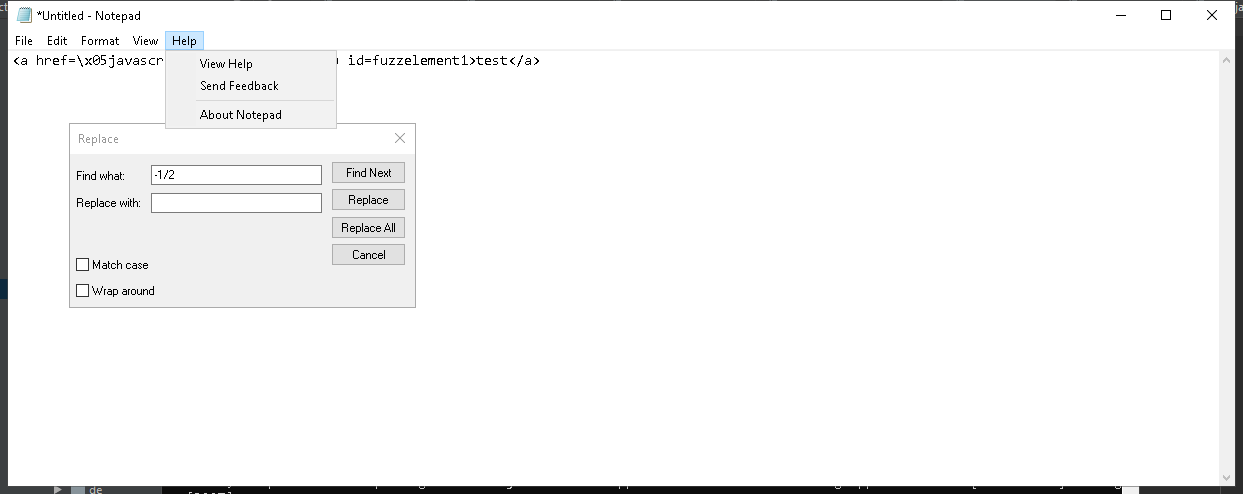 *Untitled - Notepad
File Edit Format View Help
<a href=\x05javascr id=fuzzelement1>test</a>
View Help
Send Feedback
About Notepad
Replace
Find what: -1/2 Find Next
Replace with: Replace
Replace All
Cancel
Match case
Wrap around
de